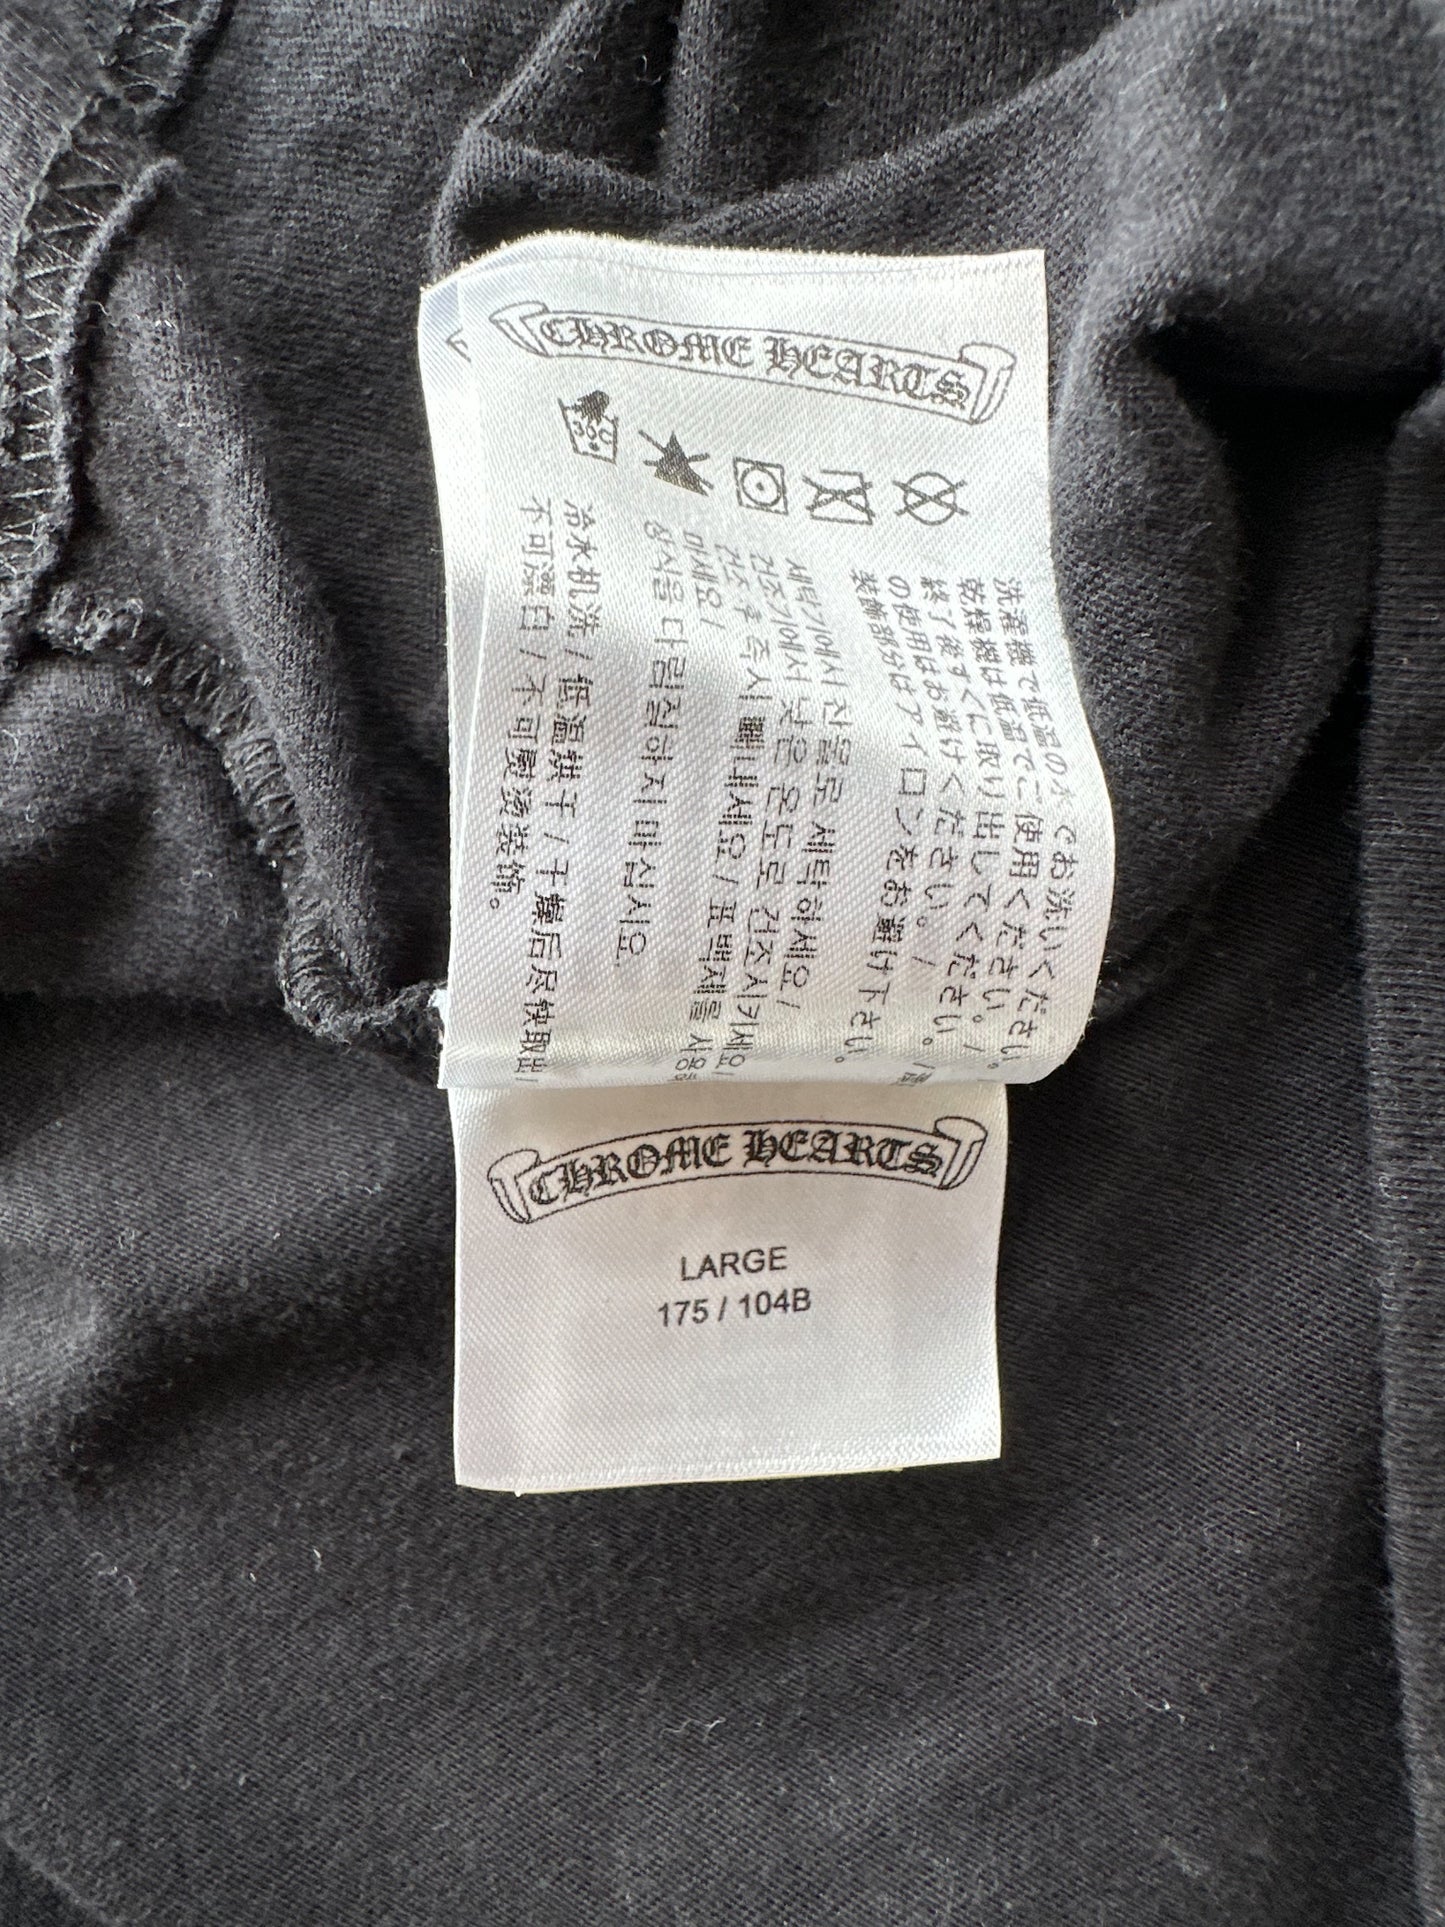 CHROME HEARTS
30C
洗濯機で低温の水でお洗いください。/
乾燥機は低温でご使用ください。/
終了後すぐに取り出してください。/
の使用はお避けください。/
装飾部分はアイロンをお避け下さい。
세탁기에서 찬물로 세탁하세요 /
건조기에서 낮은 온도로 건조시키세요 /
건조 후 즉시 빼내세요 / 표백제를
마세요 /
장식을 다림질하지 마십시오.
冷水机洗 / 低温烘干 / 干燥后尽快取出 /
不可漂白 / 不可熨烫装饰。
CHROME HEARTS
LARGE
175 / 104B